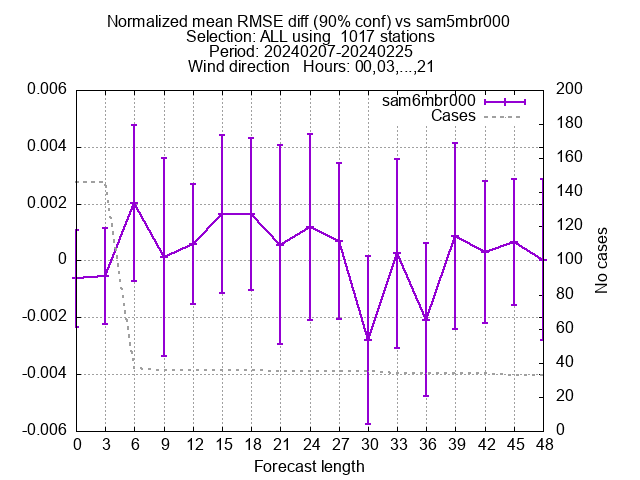 Normalized mean RMSE diff (90% conf) vs sam5mbr000
Selection: ALL using  1017 stations
Period: 20240207-20240225
Wind direction   Hours: 00,03,...,21
sam6mbr000
Cases
0.006
0.004
0.002
0
-0.002
-0.004
-0.006
200
180
160
140
120
100
80
60
40
20
0
No cases
0 3 6 9 12 15 18 21 24 27 30 33 36 39 42 45 48
Forecast length